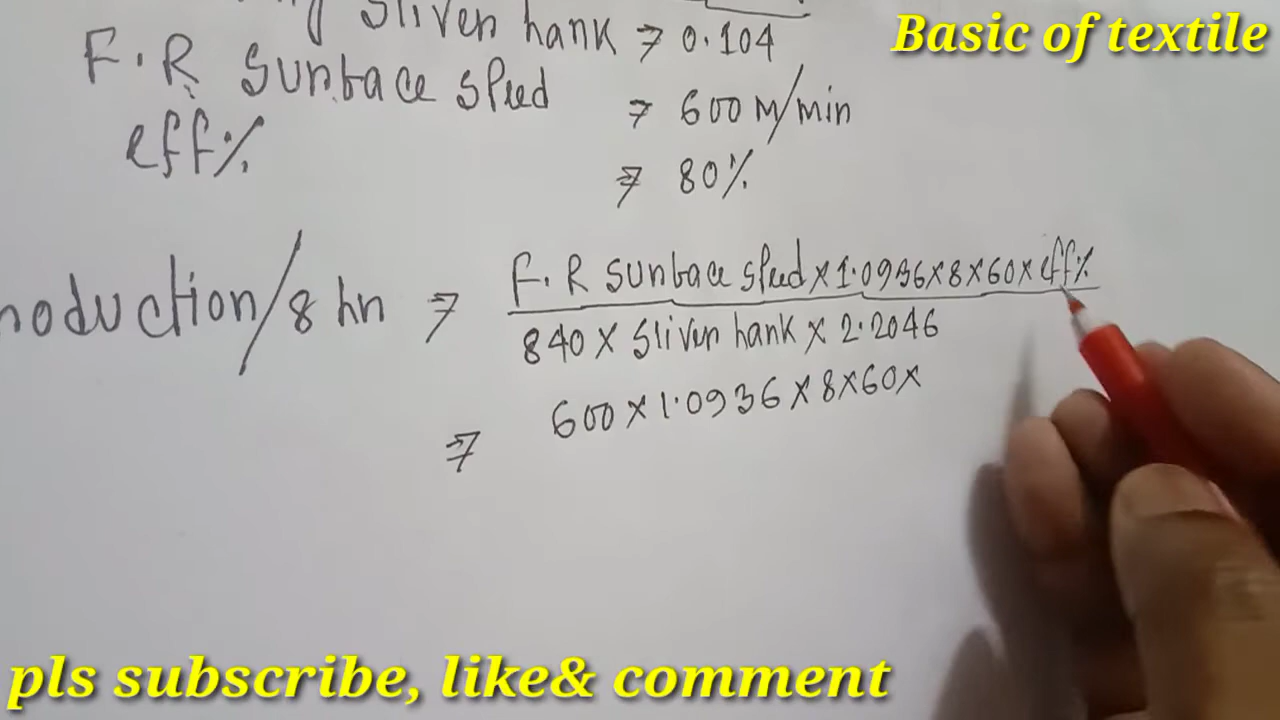 Basic of textile
Sliver hank ⇒ 0.104
F.R Surface speed ⇒ 600 m/min
eff% ⇒ 80%
roduction/8 hr ⇒ F.R surface speed × 1.0936 × 8 × 60 × eff%
840 × Sliver hank × 2.2046
⇒ 600 × 1.0936 × 8 × 60 ×
pls subscribe, like& comment